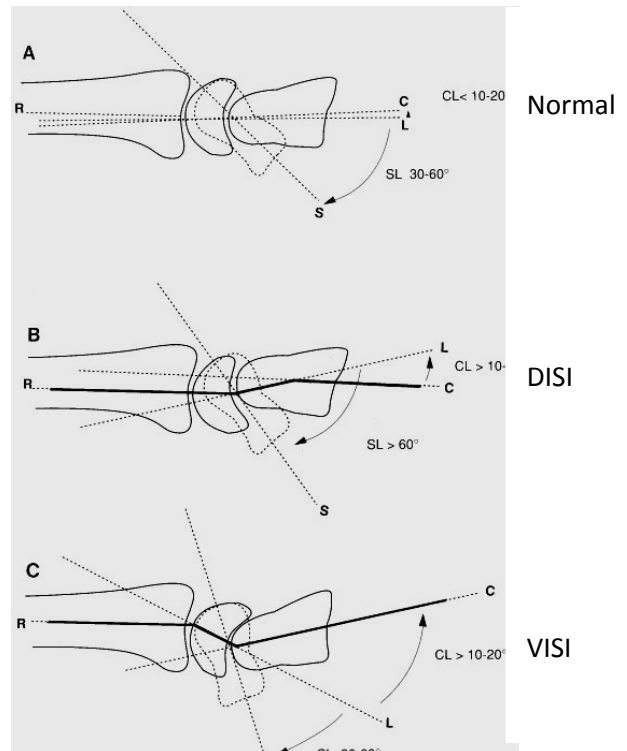 A
R
C
CL< 10-20°
L
Normal
SL 30-60°
S
B
L
CL > 10-
R
C
DISI
SL > 60°
S
C
C
R
CL > 10-20°
VISI
L